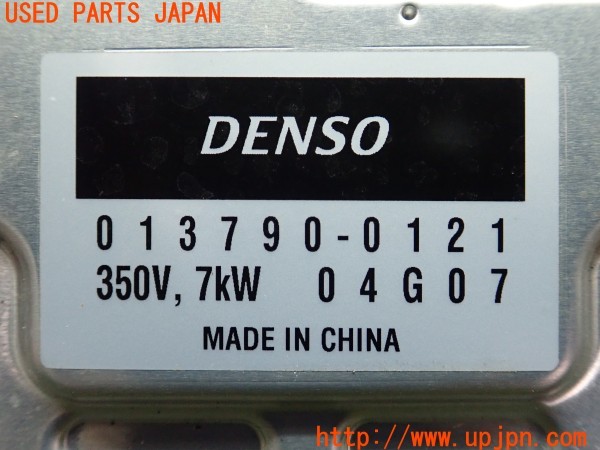 USED PARTS JAPAN
DENSO
013790-0121
350V, 7kW 04G07
MADE IN CHINA
http://www.upjpn.com/